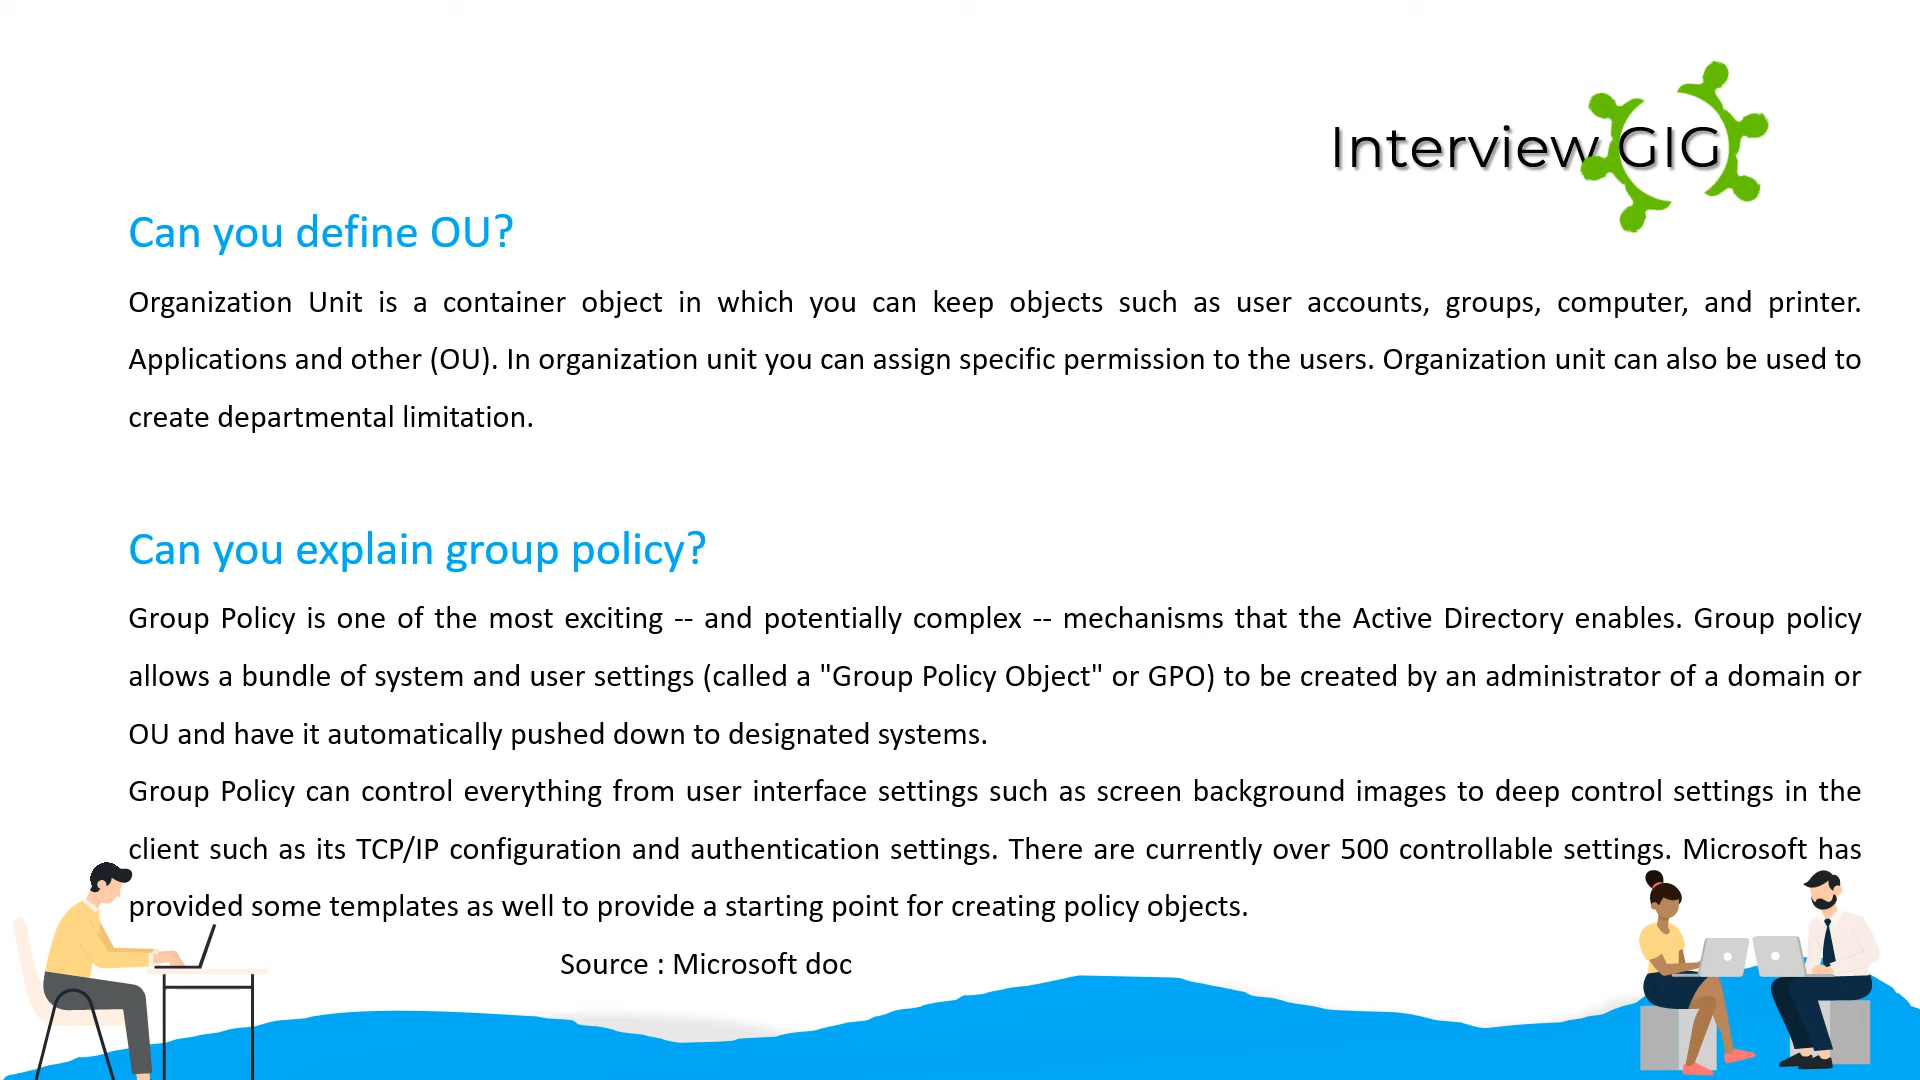 Interview GIG
Can you define OU?
Organization Unit is a container object in which you can keep objects such as user accounts, groups, computer, and printer.
Applications and other (OU). In organization unit you can assign specific permission to the users. Organization unit can also be used to
create departmental limitation.
Can you explain group policy?
Group Policy is one of the most exciting -- and potentially complex -- mechanisms that the Active Directory enables. Group policy
allows a bundle of system and user settings (called a "Group Policy Object" or GPO) to be created by an administrator of a domain or
OU and have it automatically pushed down to designated systems.
Group Policy can control everything from user interface settings such as screen background images to deep control settings in the
client such as its TCP/IP configuration and authentication settings. There are currently over 500 controllable settings. Microsoft has
provided some templates as well to provide a starting point for creating policy objects.
Source : Microsoft doc